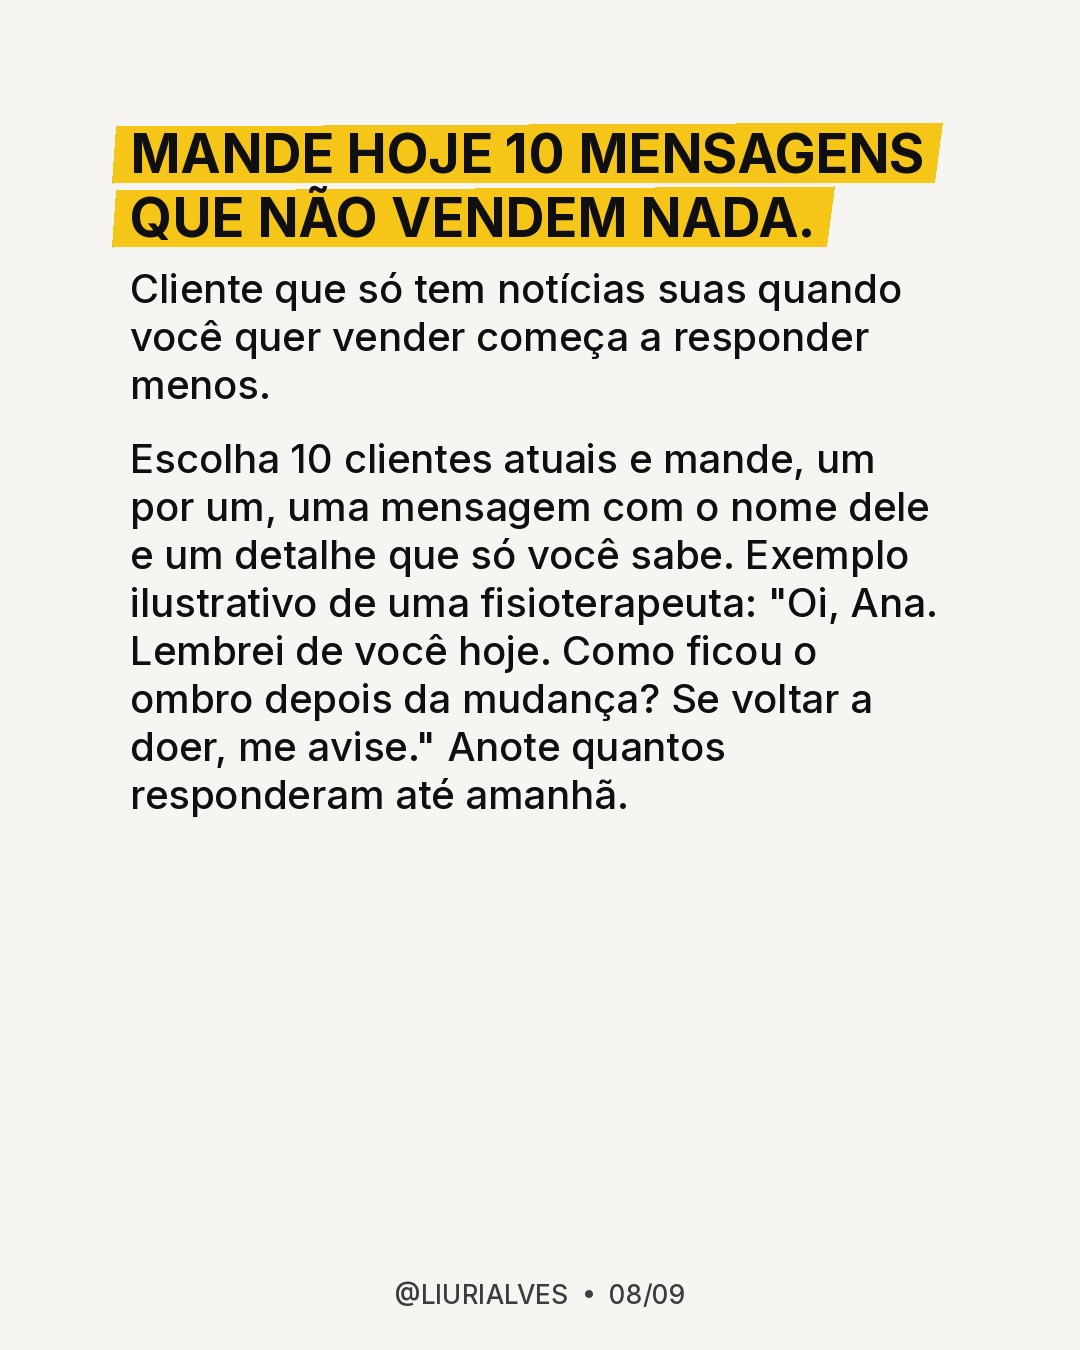 MANDE HOJE 10 MENSAGENS
QUE NÃO VENDEM NADA.
Cliente que só tem notícias suas quando
você quer vender começa a responder
menos.
Escolha 10 clientes atuais e mande, um
por um, uma mensagem com o nome dele
e um detalhe que só você sabe. Exemplo
ilustrativo de uma fisioterapeuta: "Oi, Ana.
Lembrei de você hoje. Como ficou o
ombro depois da mudança? Se voltar a
doer, me avise." Anote quantos
responderam até amanhã.
@LIURIALVES • 08/09